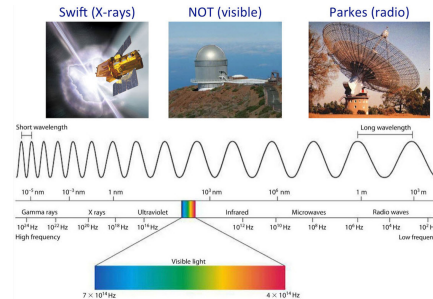 Swift (X-rays) NOT (visible) Parkes (radio)
Short wavelength Long wavelength
10⁻⁵ nm 10⁻³ nm 1 nm 10³ nm 10⁶ nm 1 m 10³ m
Gamma rays X rays Ultraviolet Infrared Microwaves Radio waves
10²⁴ Hz 10²² Hz 10²⁰ Hz 10¹⁸ Hz 10¹⁶ Hz 10¹² Hz 10¹⁰ Hz 10⁸ Hz 10⁶ Hz 10⁴ Hz
High frequency Low
Visible light
7 × 10¹⁴ Hz 4 × 10¹⁴ Hz